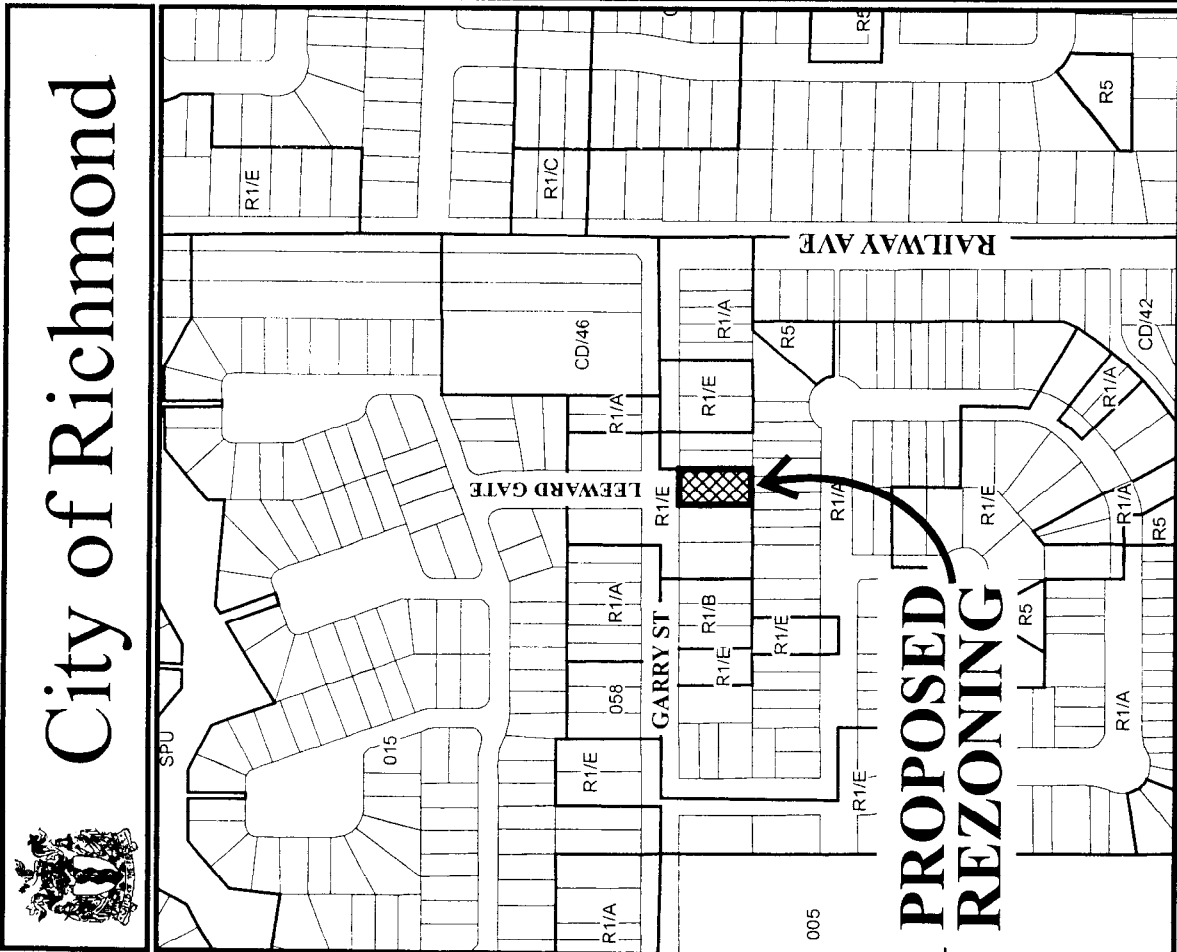 City of Richmond
R5
R5
R1/E
R1/C
RAILWAY AVE
CD/46
R1/A
R5
CD/42
R1/A
R1/E
R1/A
LEEWARD GATE
R1/E
R1/A
R1/E
R1/A
R5
R1/A
R1/B
R1/E
R1/E
058
GARRY ST
R5
SPU
015
R1/E
R1/E
R1/A
R1/A
005
PROPOSED
REZONING